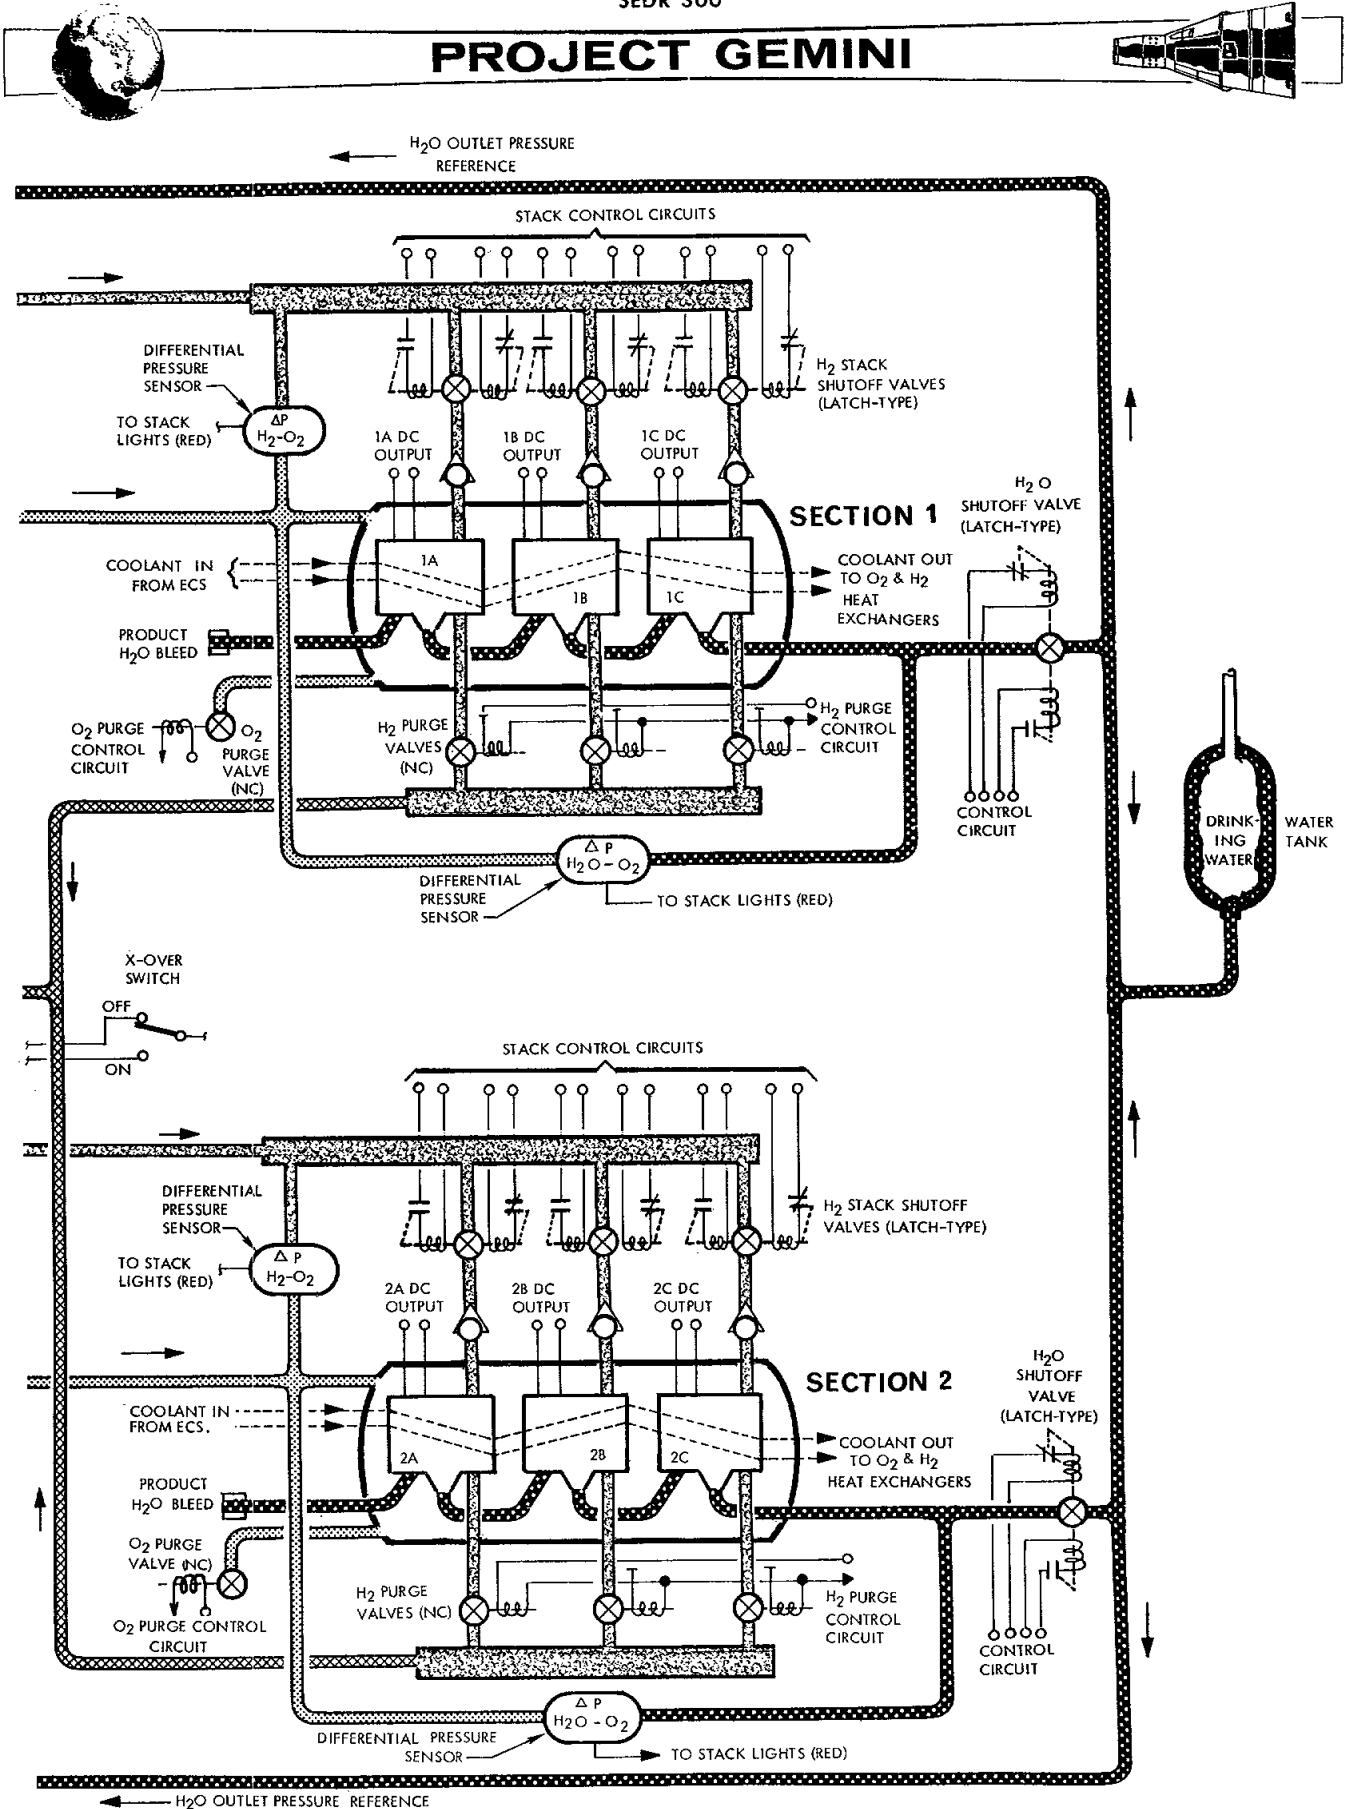 SEDR 300
PROJECT GEMINI
H2O OUTLET PRESSURE
REFERENCE
STACK CONTROL CIRCUITS
DIFFERENTIAL
PRESSURE
SENSOR
H2 STACK
SHUTOFF VALVES
(LATCH-TYPE)
TO STACK
LIGHTS (RED)
ΔP
H2-O2
1A DC
OUTPUT
1B DC
OUTPUT
1C DC
OUTPUT
H2O
SHUTOFF VALVE
(LATCH-TYPE)
SECTION 1
COOLANT IN
FROM ECS
1A
1B
1C
COOLANT OUT
TO O2 & H2
HEAT
EXCHANGERS
PRODUCT
H2O BLEED
O2 PURGE
CONTROL
CIRCUIT
O2
PURGE
VALVE
(NC)
H2 PURGE
VALVES
(NC)
H2 PURGE
CONTROL
CIRCUIT
CONTROL
CIRCUIT
DRINK-
ING
WATER
WATER
TANK
ΔP
H2O-O2
DIFFERENTIAL
PRESSURE
SENSOR
TO STACK LIGHTS (RED)
X-OVER
SWITCH
OFF
ON
STACK CONTROL CIRCUITS
DIFFERENTIAL
PRESSURE
SENSOR
H2 STACK SHUTOFF
VALVES (LATCH-TYPE)
TO STACK
LIGHTS (RED)
ΔP
H2-O2
2A DC
OUTPUT
2B DC
OUTPUT
2C DC
OUTPUT
H2O
SHUTOFF
VALVE
(LATCH-TYPE)
SECTION 2
COOLANT IN
FROM ECS.
2A
2B
2C
COOLANT OUT
TO O2 & H2
HEAT EXCHANGERS
PRODUCT
H2O BLEED
O2 PURGE
VALVE (NC)
O2 PURGE CONTROL
CIRCUIT
H2 PURGE
VALVES (NC)
H2 PURGE
CONTROL
CIRCUIT
CONTROL
CIRCUIT
ΔP
H2O-O2
DIFFERENTIAL PRESSURE
SENSOR
TO STACK LIGHTS (RED)
H2O OUTLET PRESSURE REFERENCE